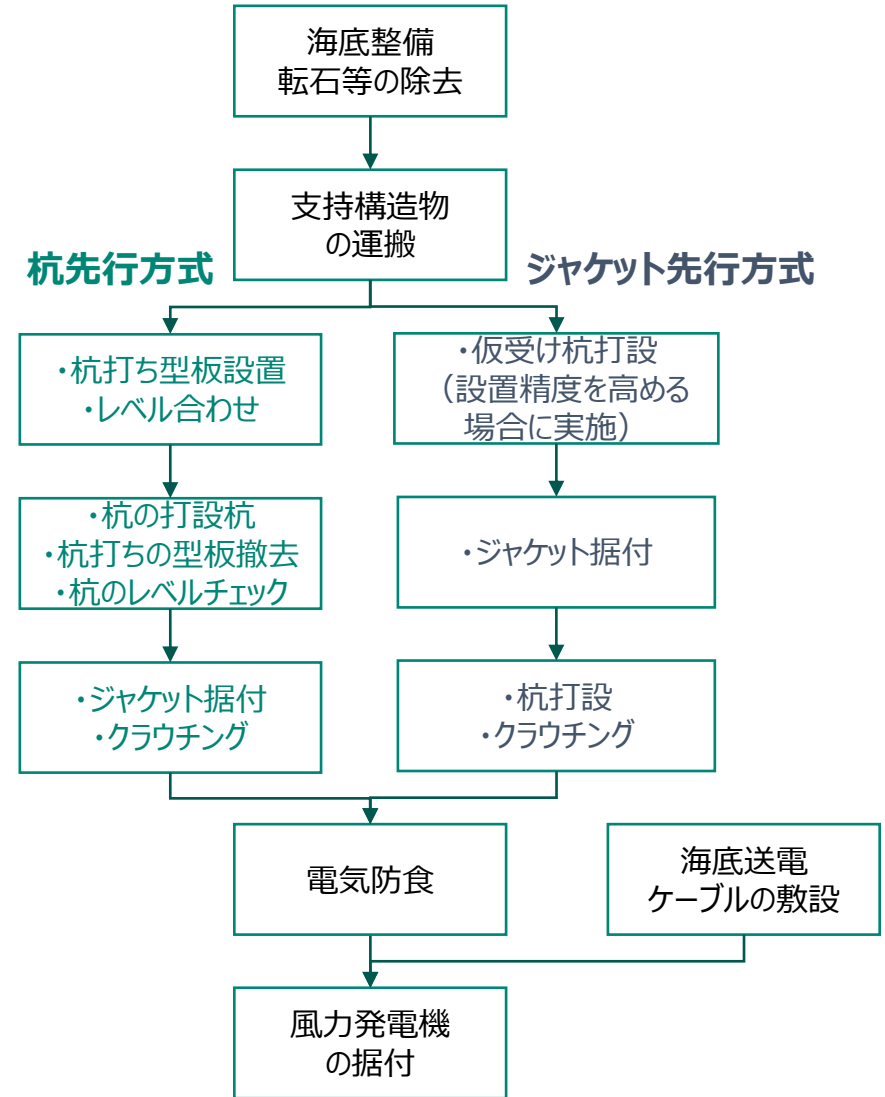 海底整備
転石等の除去
支持構造物
の運搬
杭先行方式
ジャケット先行方式
・杭打ち型板設置
・レベル合わせ
・仮受け杭打設
（設置精度を高める
場合に実施）
・杭の打設杭
・杭打ちの型板撤去
・杭のレベルチェック
・ジャケット据付
・ジャケット据付
・クラウチング
・杭打設
・クラウチング
電気防食
海底送電
ケーブルの敷設
風力発電機
の据付